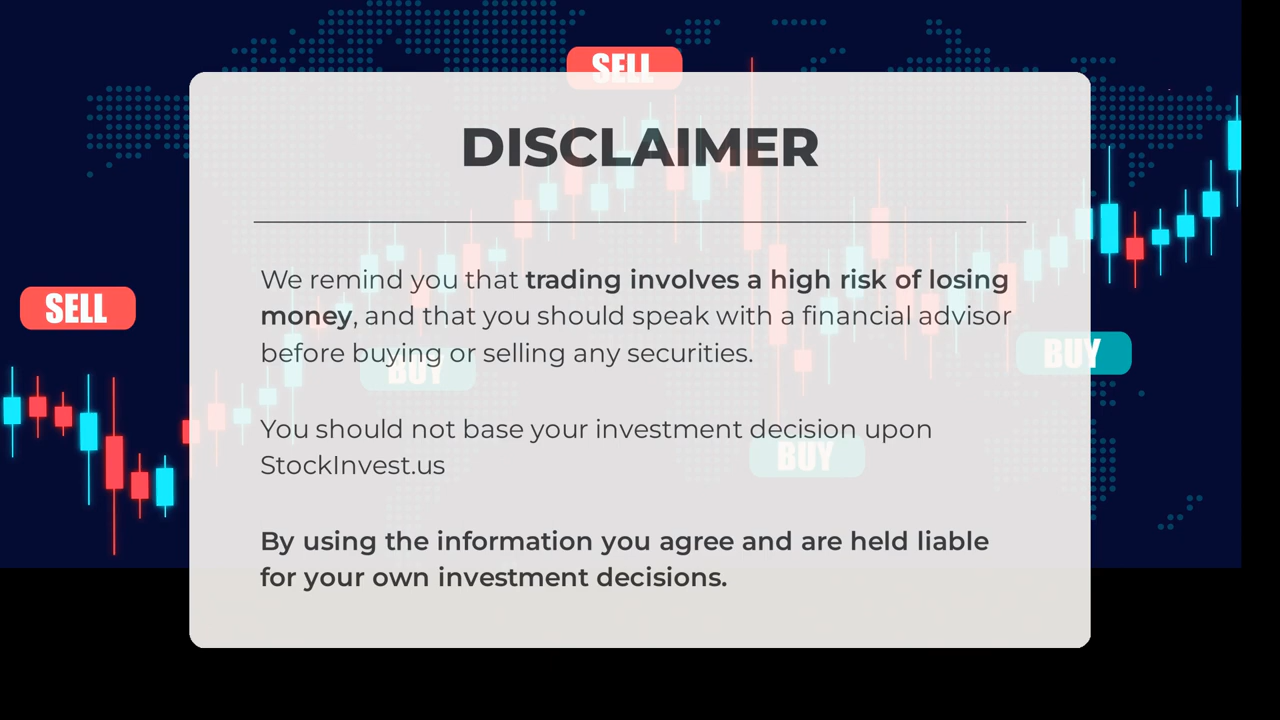 SELL
DISCLAIMER
We remind you that trading involves a high risk of losing
money, and that you should speak with a financial advisor
before buying or selling any securities.
SELL
BUY
BUY
You should not base your investment decision upon
StockInvest.us
BUY
By using the information you agree and are held liable
for your own investment decisions.